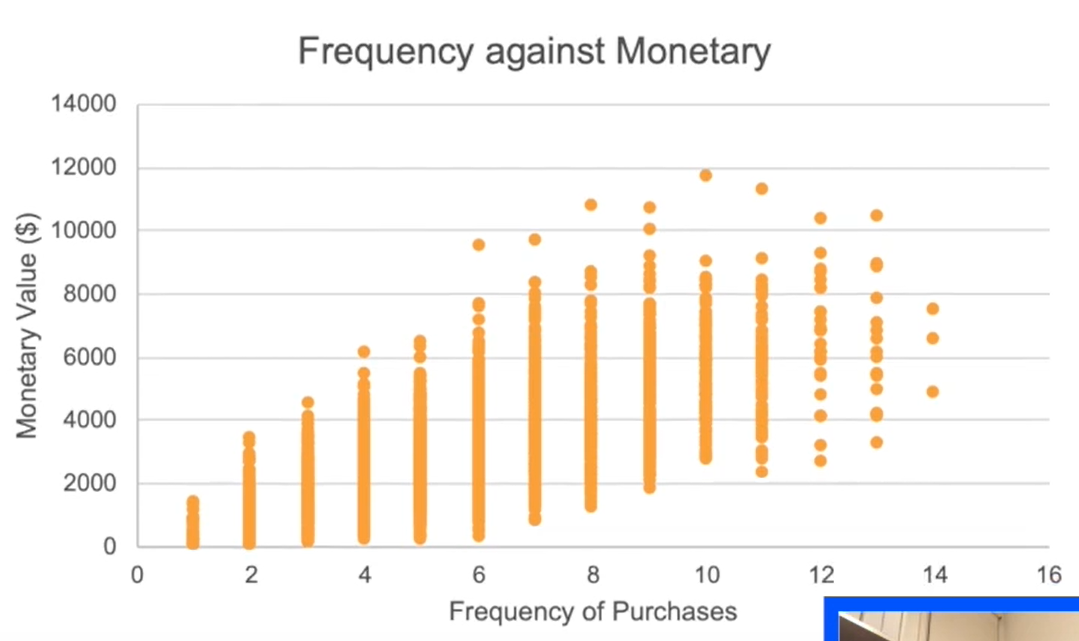 Frequency against Monetary
14000
12000
10000
8000
6000
4000
2000
0
Monetary Value ($)
0 2 4 6 8 10 12 14 16
Frequency of Purchases